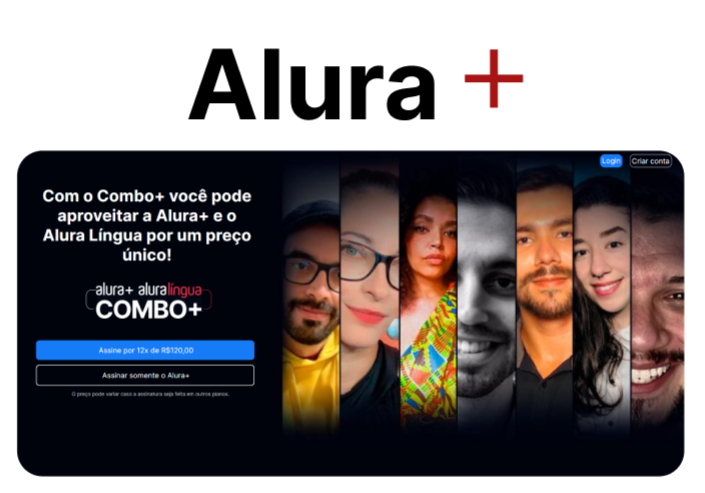 Alura +
Login
Criar conta
Com o Combo+ você pode
aproveitar a Alura+ e o
Alura Língua por um preço
único!
alura+ aluralíngua
COMBO+
Assine por 12x de R$120,00
Assinar somente o Alura+
O preço pode variar caso a assinatura seja feita em outros planos.